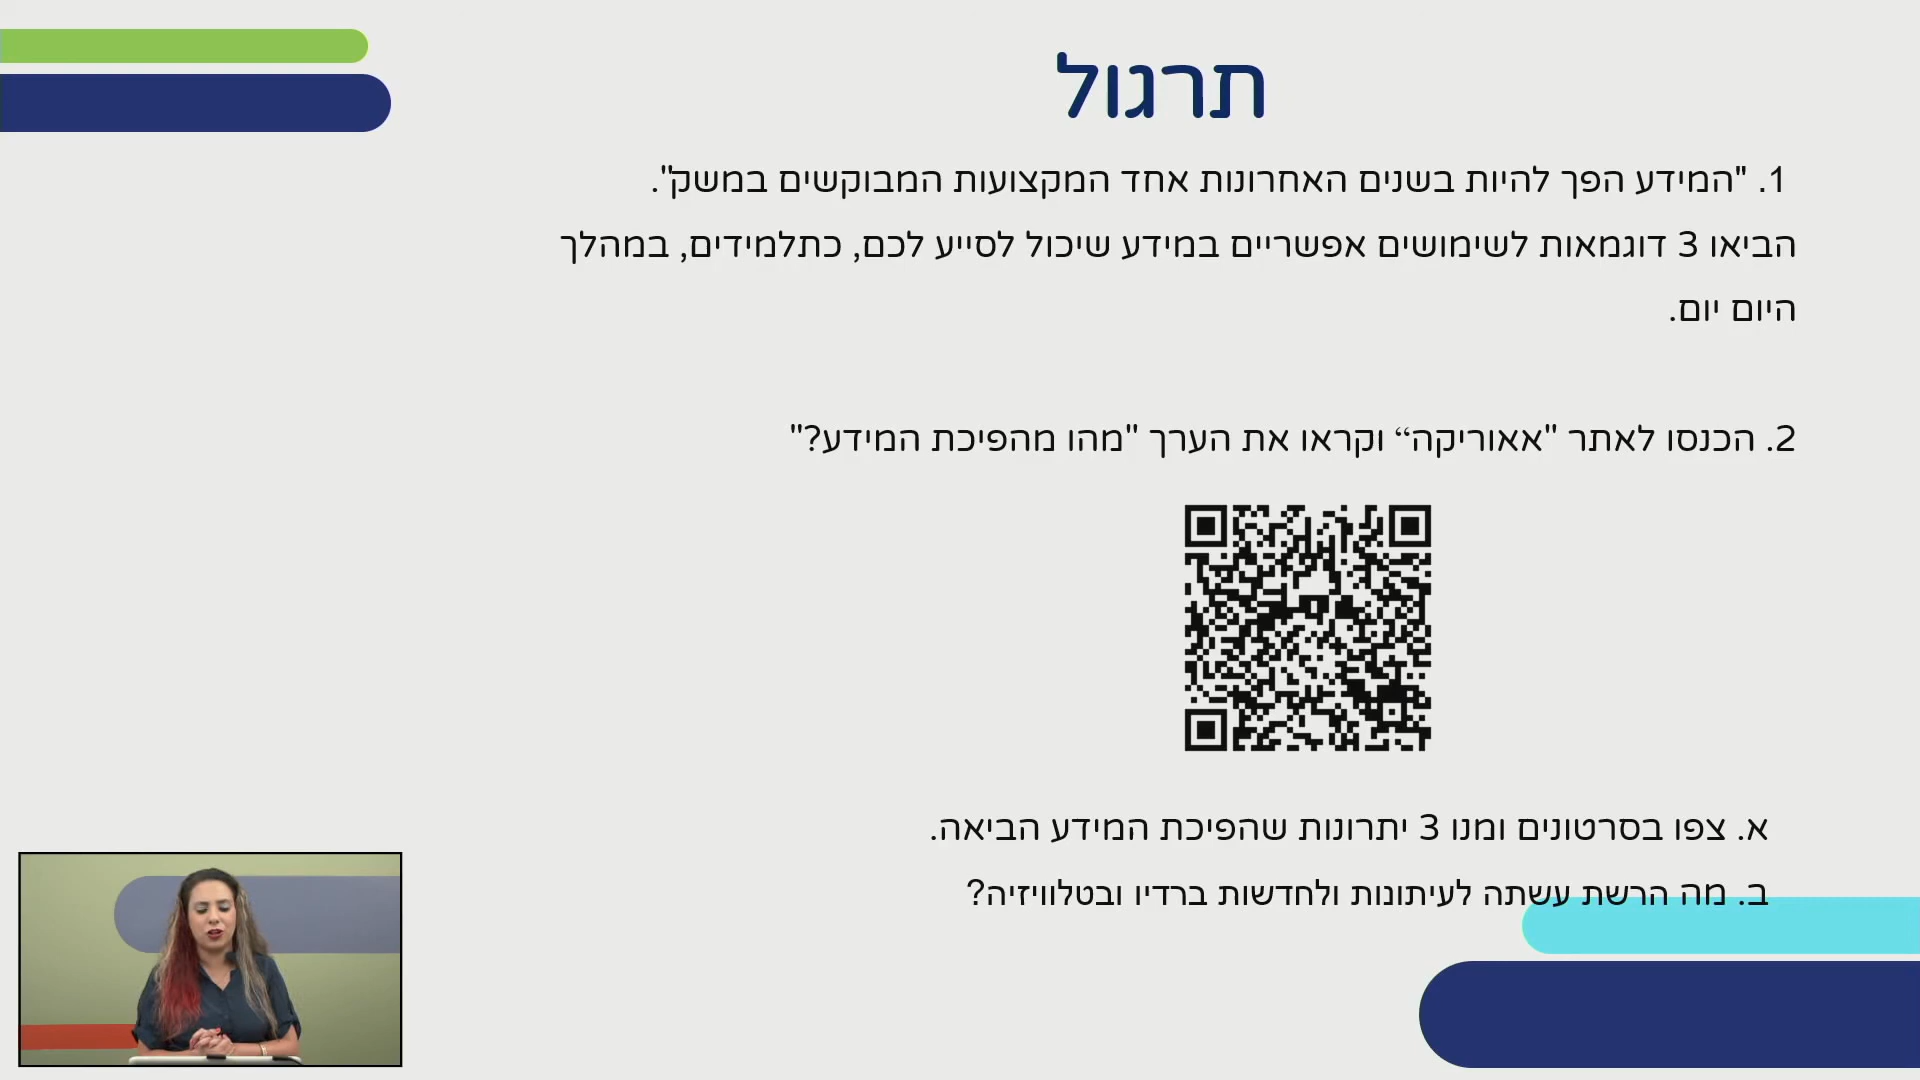 תרגול
1. "המידע הפך להיות בשנים האחרונות אחד המקצועות המבוקשים במשק".
הביאו 3 דוגמאות לשימושים אפשריים במידע שיכול לסייע לכם, כתלמידים, במהלך
היום יום.
2. הכנסו לאתר "אאוריקה“ וקראו את הערך "מהו מהפיכת המידע?"
א. צפו בסרטונים ומנו 3 יתרונות שהפיכת המידע הביאה.
ב. מה הרשת עשתה לעיתונות ולחדשות ברדיו ובטלוויזיה?